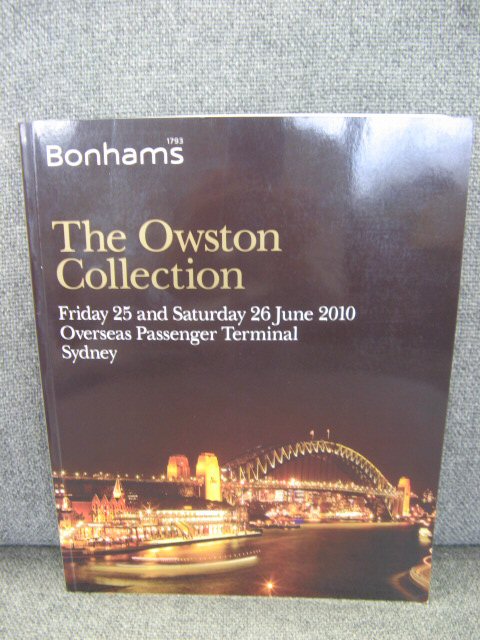 Bonhams
1793
The Owston
Collection
Friday 25 and Saturday 26 June 2010
Overseas Passenger Terminal
Sydney